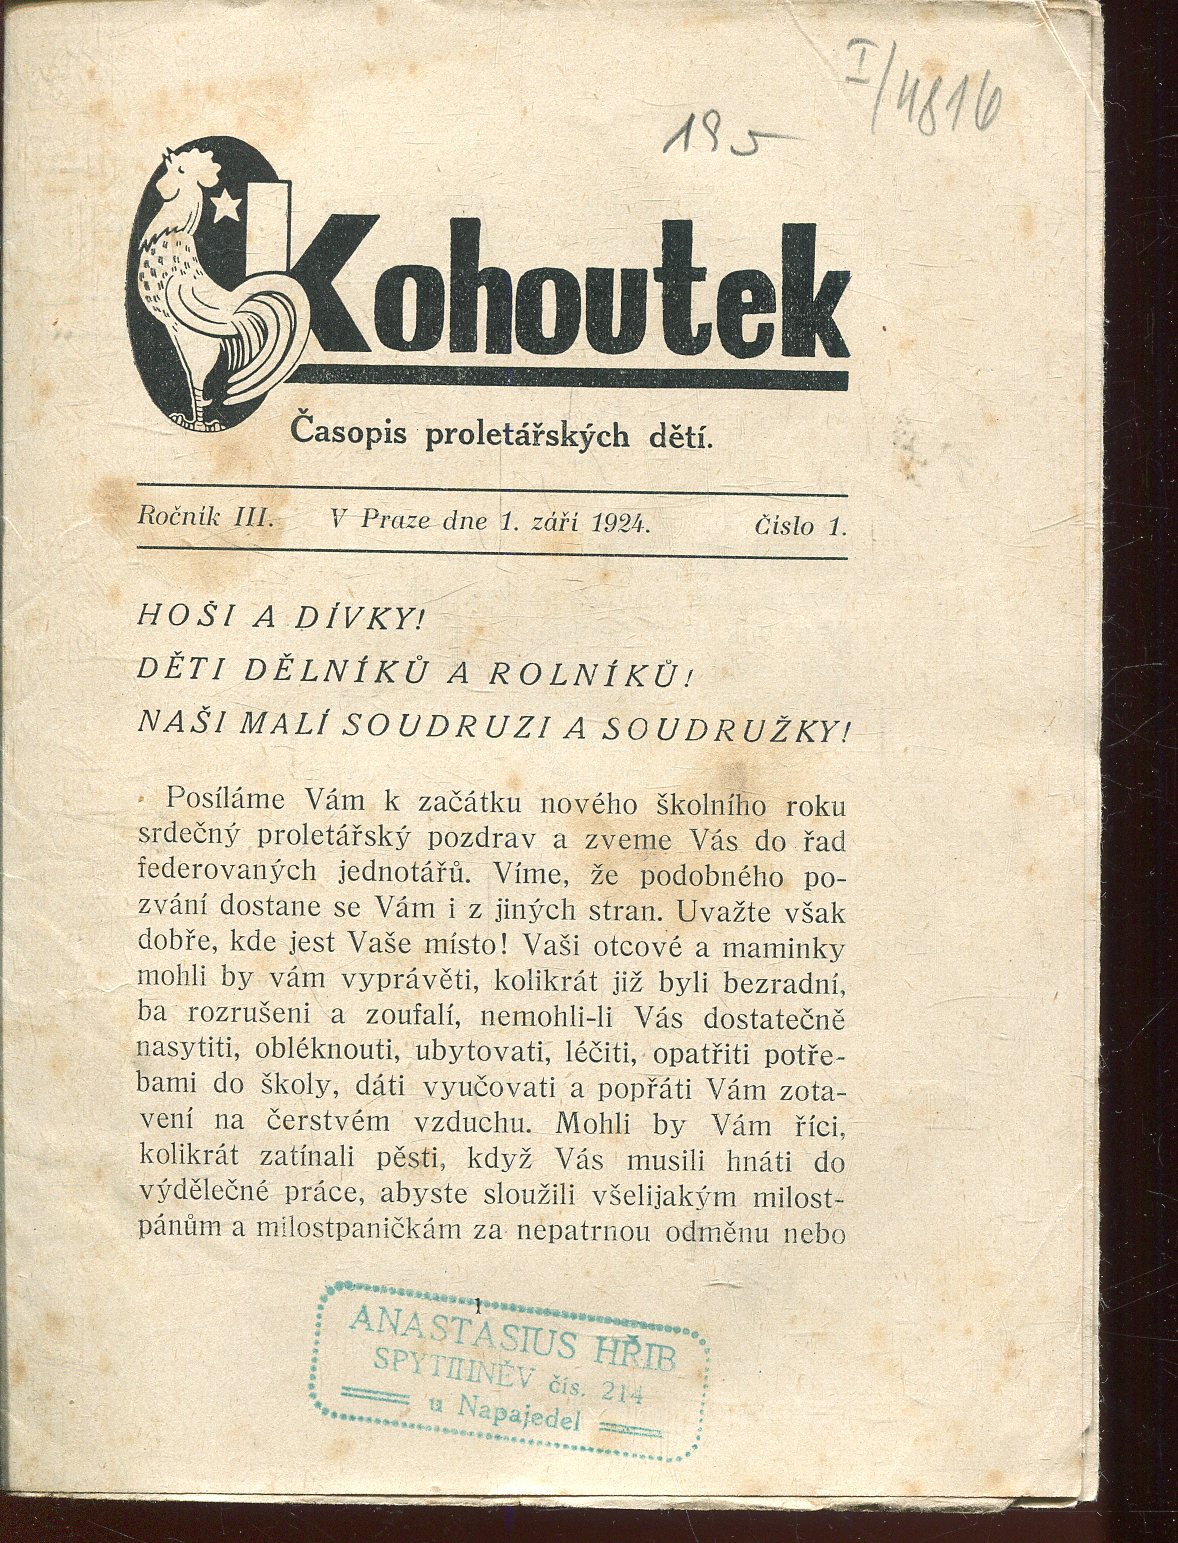 I/4816
195
Kohoutek
Časopis proletářských dětí.
Ročník III. V Praze dne 1. září 1924. Číslo 1.
HOŠI A DÍVKY!
DĚTI DĚLNÍKŮ A ROLNÍKŮ!
NAŠI MALÍ SOUDRUZI A SOUDRUŽKY!
Posíláme Vám k začátku nového školního roku
srdečný proletářský pozdrav a zveme Vás do řad
federovaných jednotářů. Víme, že podobného po-
zvání dostane se Vám i z jiných stran. Uvažte však
dobře, kde jest Vaše místo! Vaši otcové a maminky
mohli by vám vyprávěti, kolikrát již byli bezradní,
ba rozrušeni a zoufalí, nemohli-li Vás dostatečně
nasytiti, obléknouti, ubytovati, léčiti, opatřiti potře-
bami do školy, dáti vyučovati a popřáti Vám zota-
vení na čerstvém vzduchu. Mohli by Vám říci,
kolikrát zatínali pěsti, když Vás musili hnáti do
výdělečné práce, abyste sloužili všelijakým milost-
pánům a milostpaničkám za nepatrnou odměnu nebo
1
ANASTASIUS HŘIB
SPYTIHNĚV čís. 214
u Napajedel